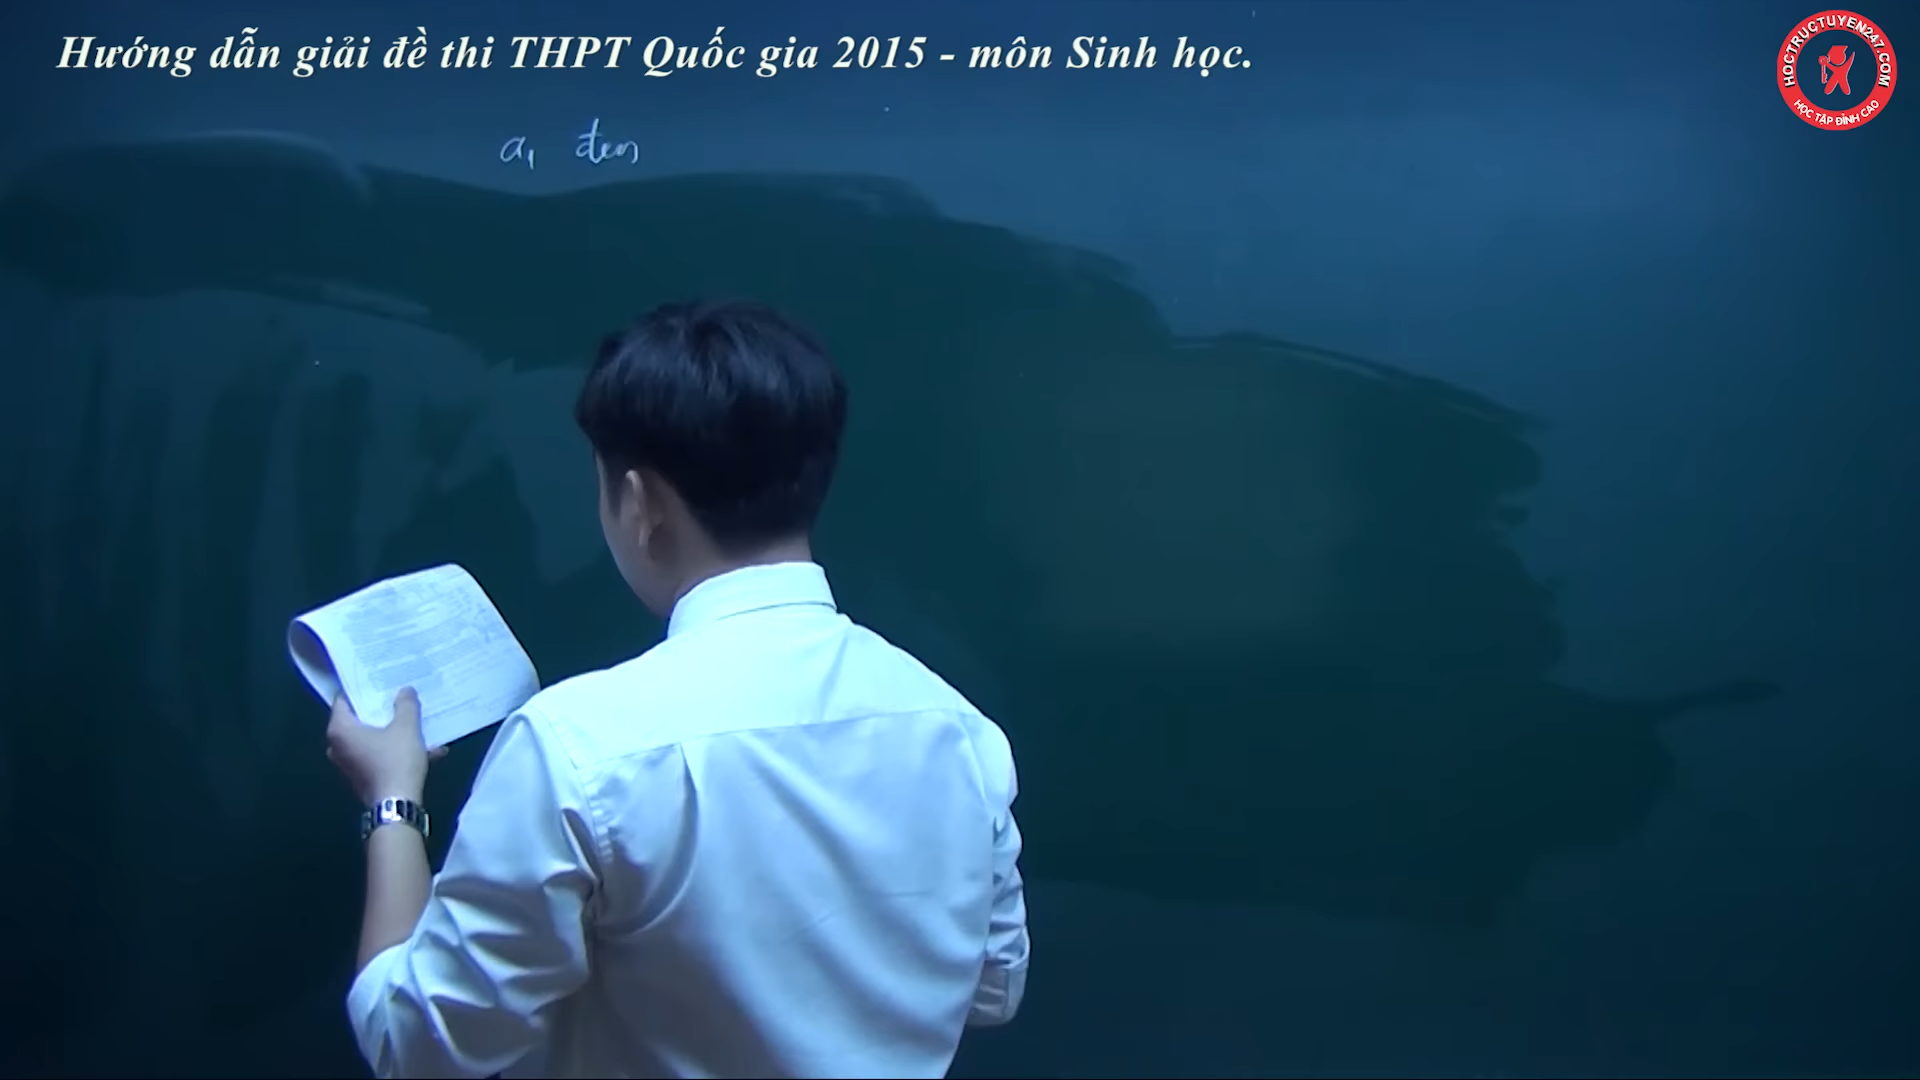 Hướng dẫn giải đề thi THPT Quốc gia 2015 - môn Sinh học.
HOCTRUCTUYEN247.COM
HỌC TẬP ĐỈNH CAO
a₁ đen